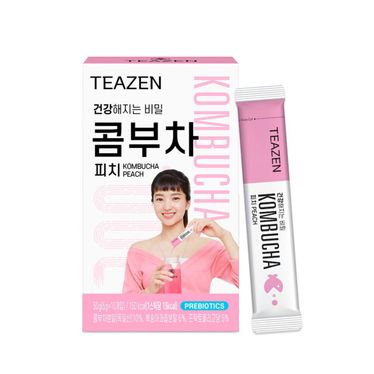 TEAZEN
건강해지는 비밀
콤부차
피치 KOMBUCHA
PEACH
KOMBUCHA
PREBIOTICS
TEAZEN
건강해지는 비밀
KOMBUCHA
피치 PEACH